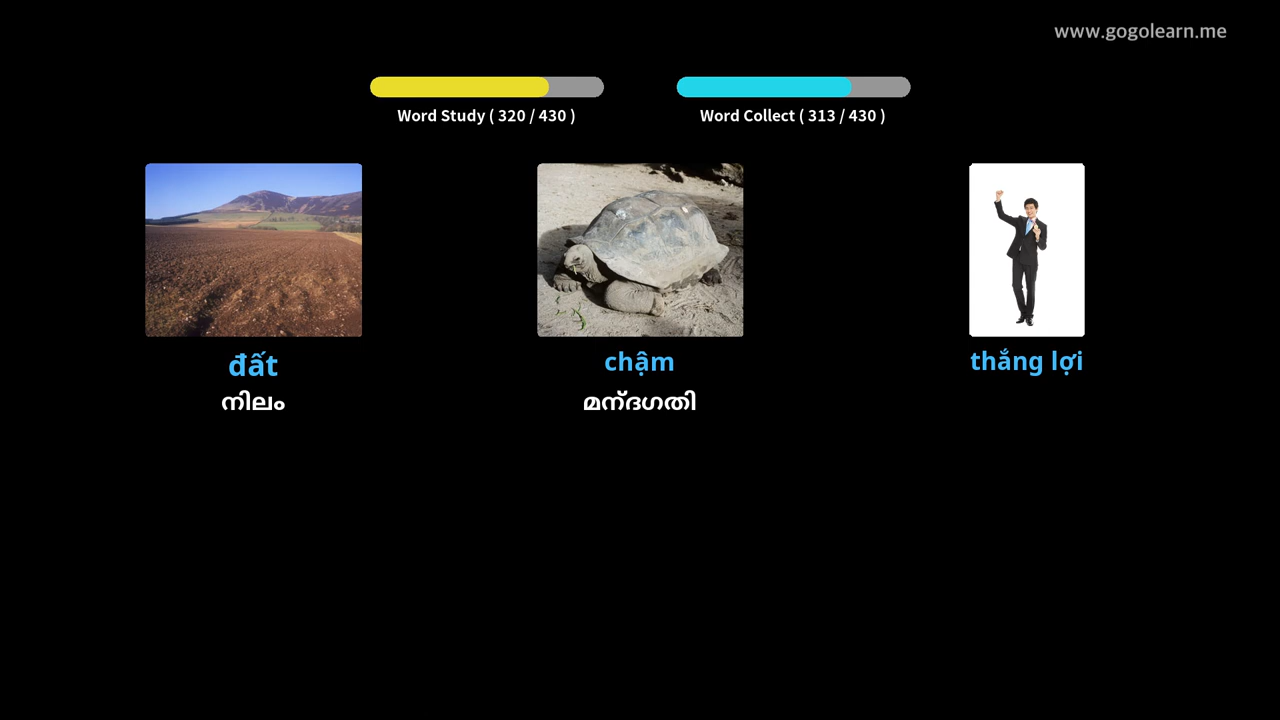 www.gogolearn.me
Word Study ( 320 / 430 )
Word Collect ( 313 / 430 )
đất
നിലം
chậm
മന്ദഗതി
thắng lợi